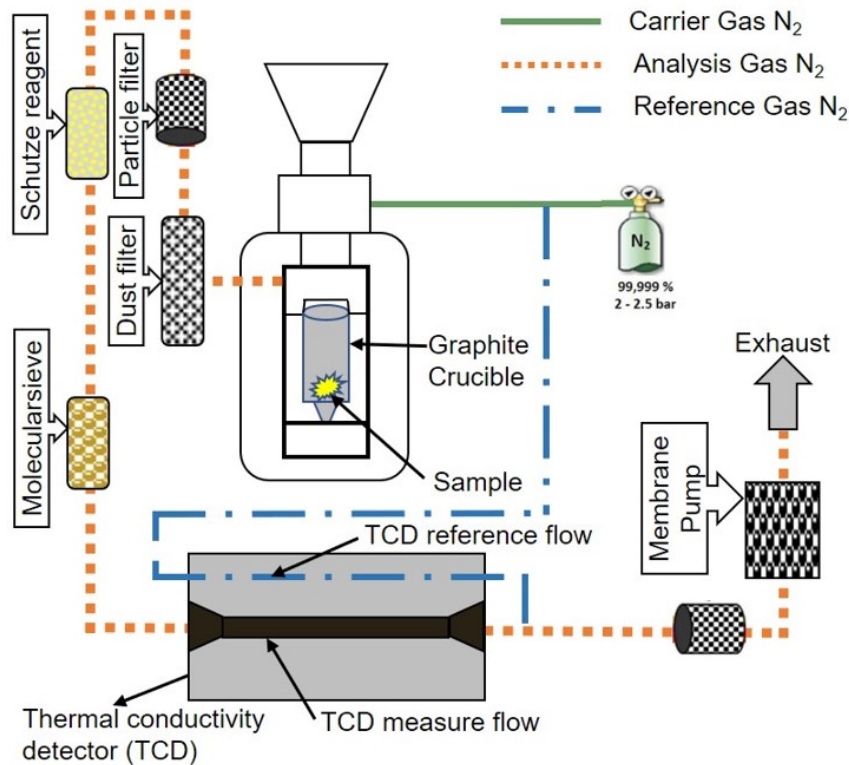 Carrier Gas N₂
Analysis Gas N₂
Reference Gas N₂
Schutze reagent
Particle filter
Dust filter
N₂
99,999 %
2 - 2.5 bar
Graphite
Crucible
Exhaust
Molecularsieve
Sample
Membrane
Pump
TCD reference flow
Thermal conductivity
detector (TCD)
TCD measure flow